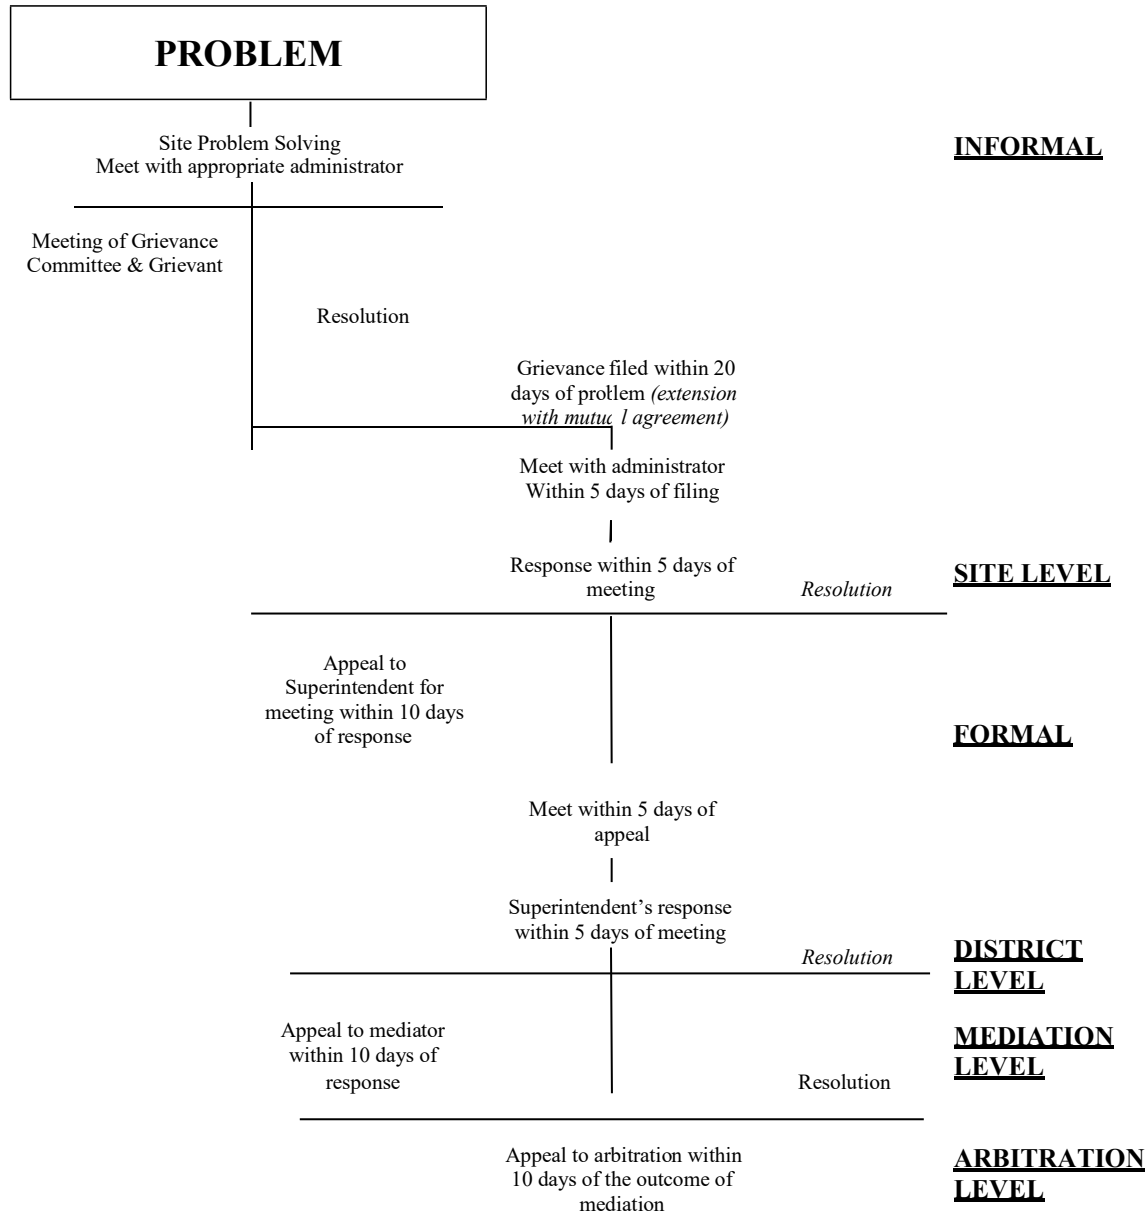 PROBLEM
Site Problem Solving
Meet with appropriate administrator
INFORMAL
Meeting of Grievance
Committee & Grievant
Resolution
Grievance filed within 20
days of problem (extension
with mutual agreement)
Meet with administrator
Within 5 days of filing
Response within 5 days of
meeting
Resolution
SITE LEVEL
Appeal to
Superintendent for
meeting within 10 days
of response
FORMAL
Meet within 5 days of
appeal
Superintendent’s response
within 5 days of meeting
Resolution
DISTRICT
LEVEL
Appeal to mediator
within 10 days of
response
Resolution
MEDIATION
LEVEL
Appeal to arbitration within
10 days of the outcome of
mediation
ARBITRATION
LEVEL